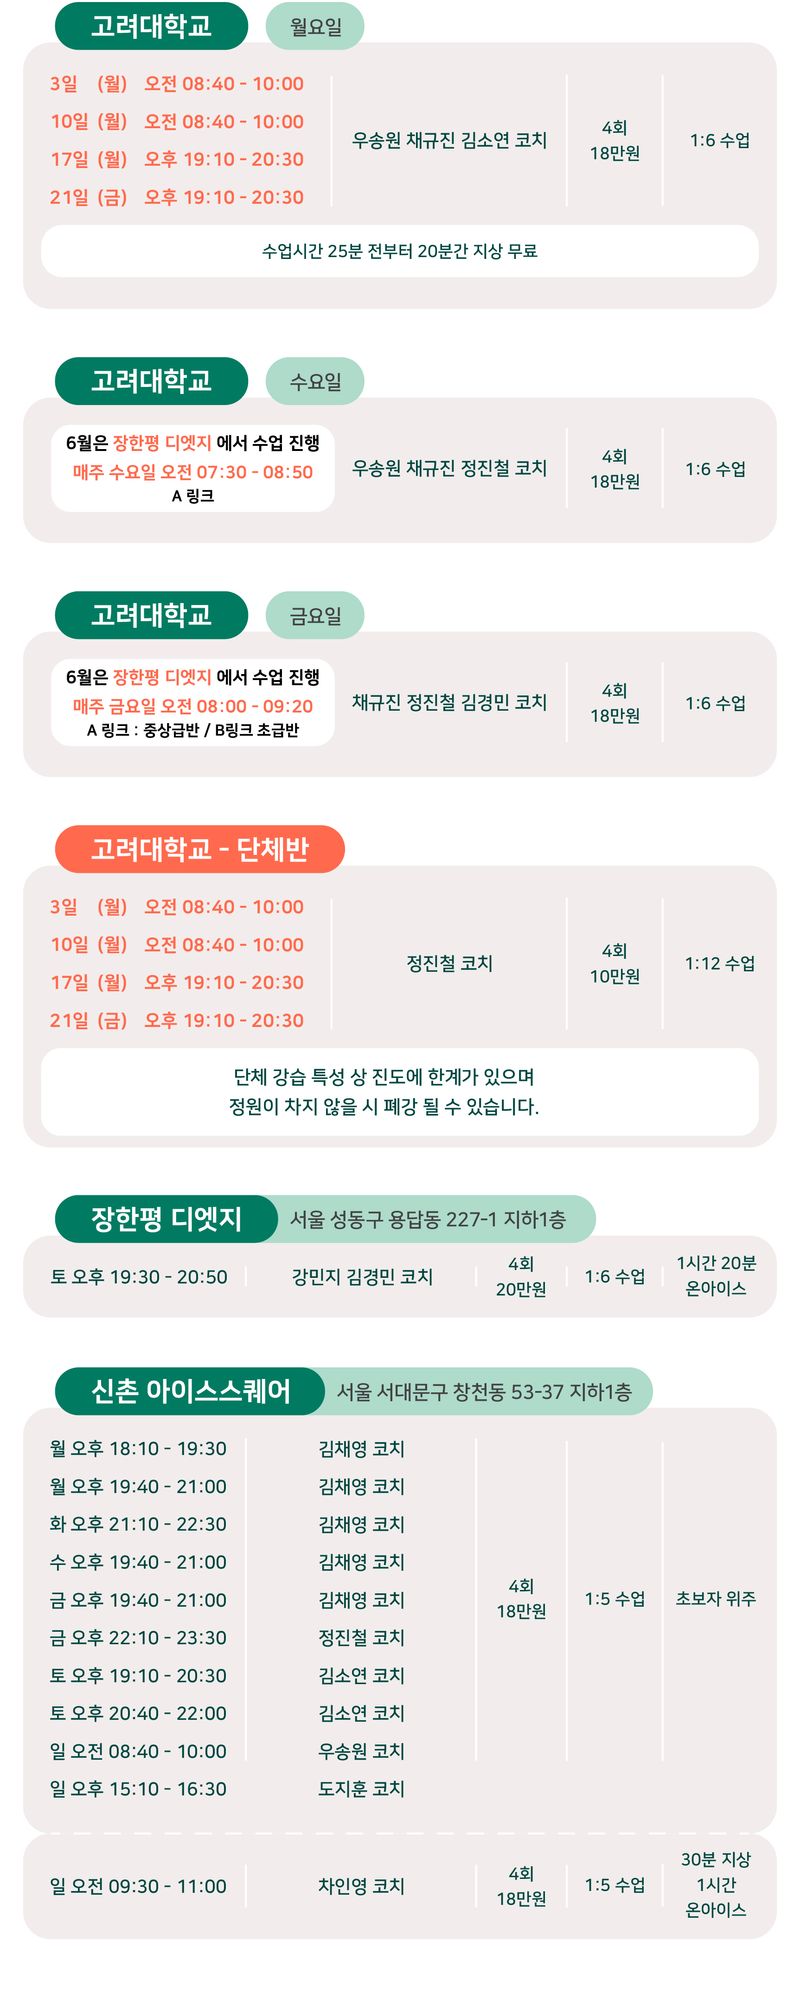 고려대학교 월요일
3일 (월) 오전 08:40 - 10:00
10일 (월) 오전 08:40 - 10:00
17일 (월) 오후 19:10 - 20:30
21일 (금) 오후 19:10 - 20:30
우송원 채규진 김소연 코치
4회
18만원
1:6 수업
수업시간 25분 전부터 20분간 지상 무료
고려대학교 수요일
6월은 장한평 디엣지 에서 수업 진행
매주 수요일 오전 07:30 - 08:50
A 링크
우송원 채규진 정진철 코치
4회
18만원
1:6 수업
고려대학교 금요일
6월은 장한평 디엣지 에서 수업 진행
매주 금요일 오전 08:00 - 09:20
A 링크 : 중상급반 / B링크 초급반
채규진 정진철 김경민 코치
4회
18만원
1:6 수업
고려대학교 - 단체반
3일 (월) 오전 08:40 - 10:00
10일 (월) 오전 08:40 - 10:00
17일 (월) 오후 19:10 - 20:30
21일 (금) 오후 19:10 - 20:30
정진철 코치
4회
10만원
1:12 수업
단체 강습 특성 상 진도에 한계가 있으며
정원이 차지 않을 시 폐강 될 수 있습니다.
장한평 디엣지 서울 성동구 용답동 227-1 지하1층
토 오후 19:30 - 20:50
강민지 김경민 코치
4회
20만원
1:6 수업
1시간 20분
온아이스
신촌 아이스스퀘어 서울 서대문구 창천동 53-37 지하1층
월 오후 18:10 - 19:30 김채영 코치
월 오후 19:40 - 21:00 김채영 코치
화 오후 21:10 - 22:30 김채영 코치
수 오후 19:40 - 21:00 김채영 코치
금 오후 19:40 - 21:00 김채영 코치
금 오후 22:10 - 23:30 정진철 코치
토 오후 19:10 - 20:30 김소연 코치
토 오후 20:40 - 22:00 김소연 코치
일 오전 08:40 - 10:00 우송원 코치
일 오후 15:10 - 16:30 도지훈 코치
4회
18만원
1:5 수업
초보자 위주
일 오전 09:30 - 11:00
차인영 코치
4회
18만원
1:5 수업
30분 지상
1시간
온아이스